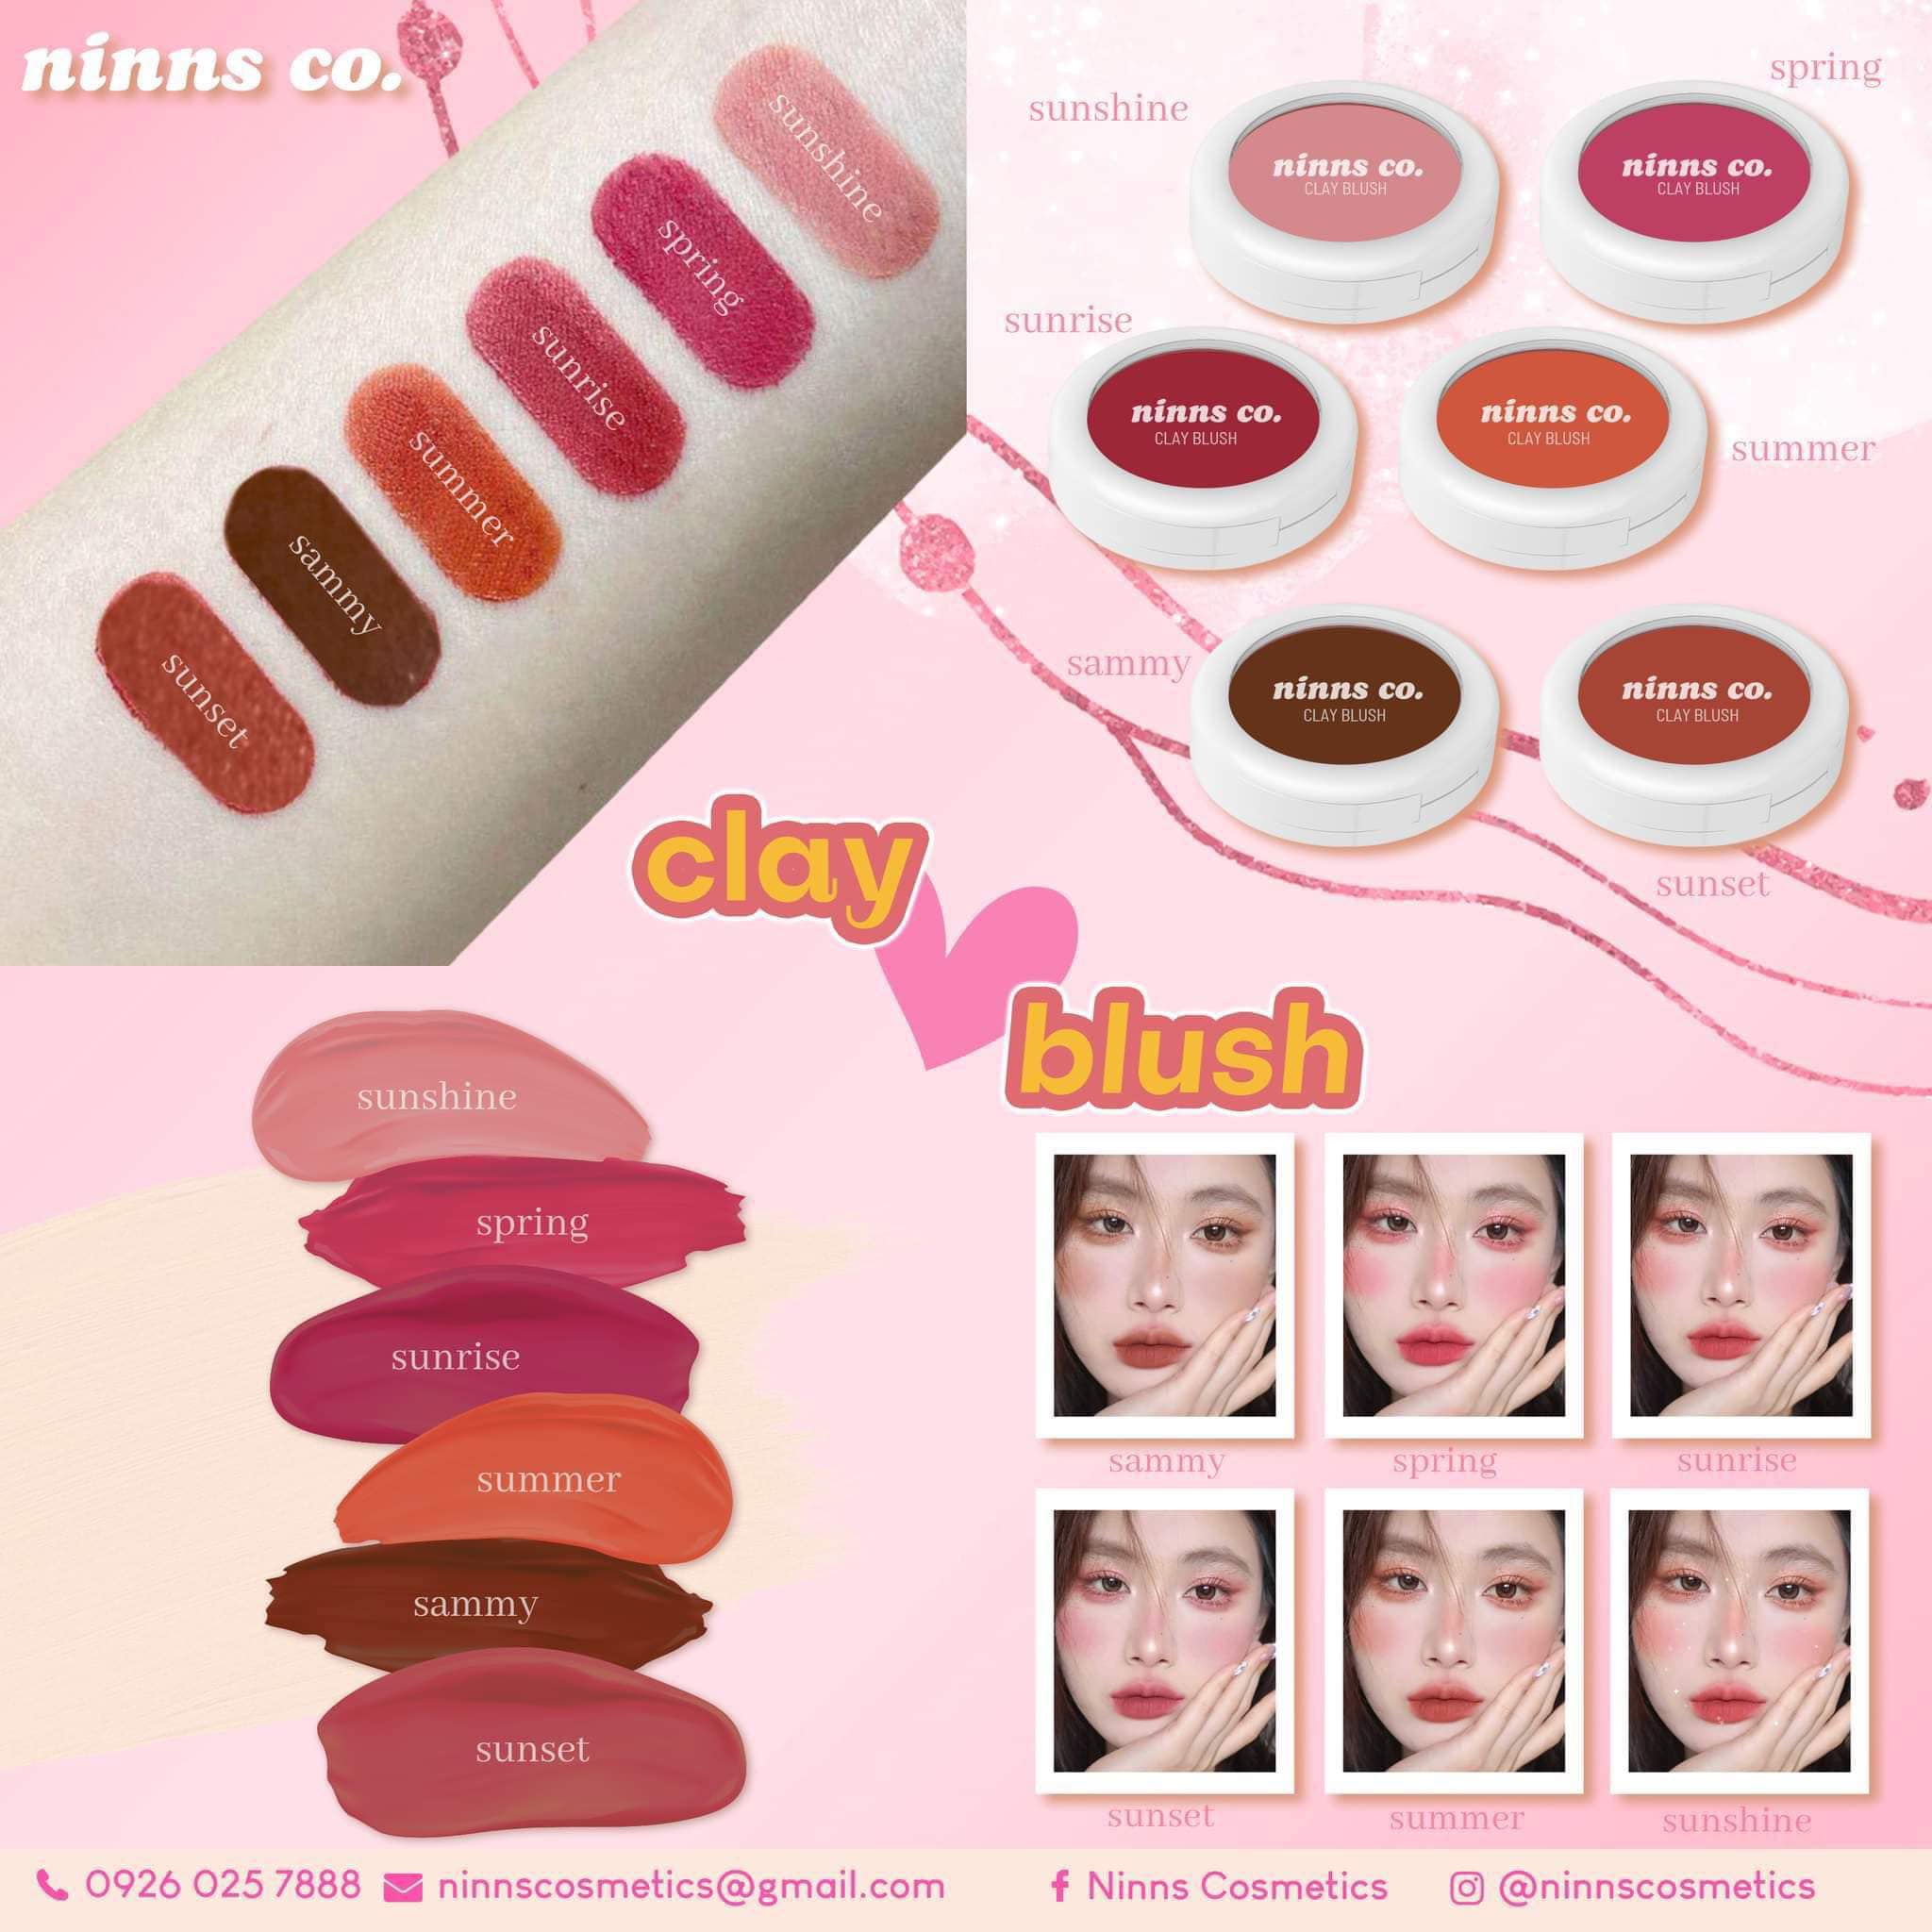 ninns co.
sunshine
spring
sunrise
summer
sammy
sunset
sunshine
spring
ninns co.
CLAY BLUSH
ninns co.
CLAY BLUSH
sunrise
ninns co.
CLAY BLUSH
ninns co.
CLAY BLUSH
summer
sammy
ninns co.
CLAY BLUSH
ninns co.
CLAY BLUSH
sunset
clay
blush
sunshine
spring
sunrise
summer
sammy
sunset
sammy
spring
sunrise
sunset
summer
sunshine
0926 025 7888
ninnscosmetics@gmail.com
Ninns Cosmetics
@ninnscosmetics